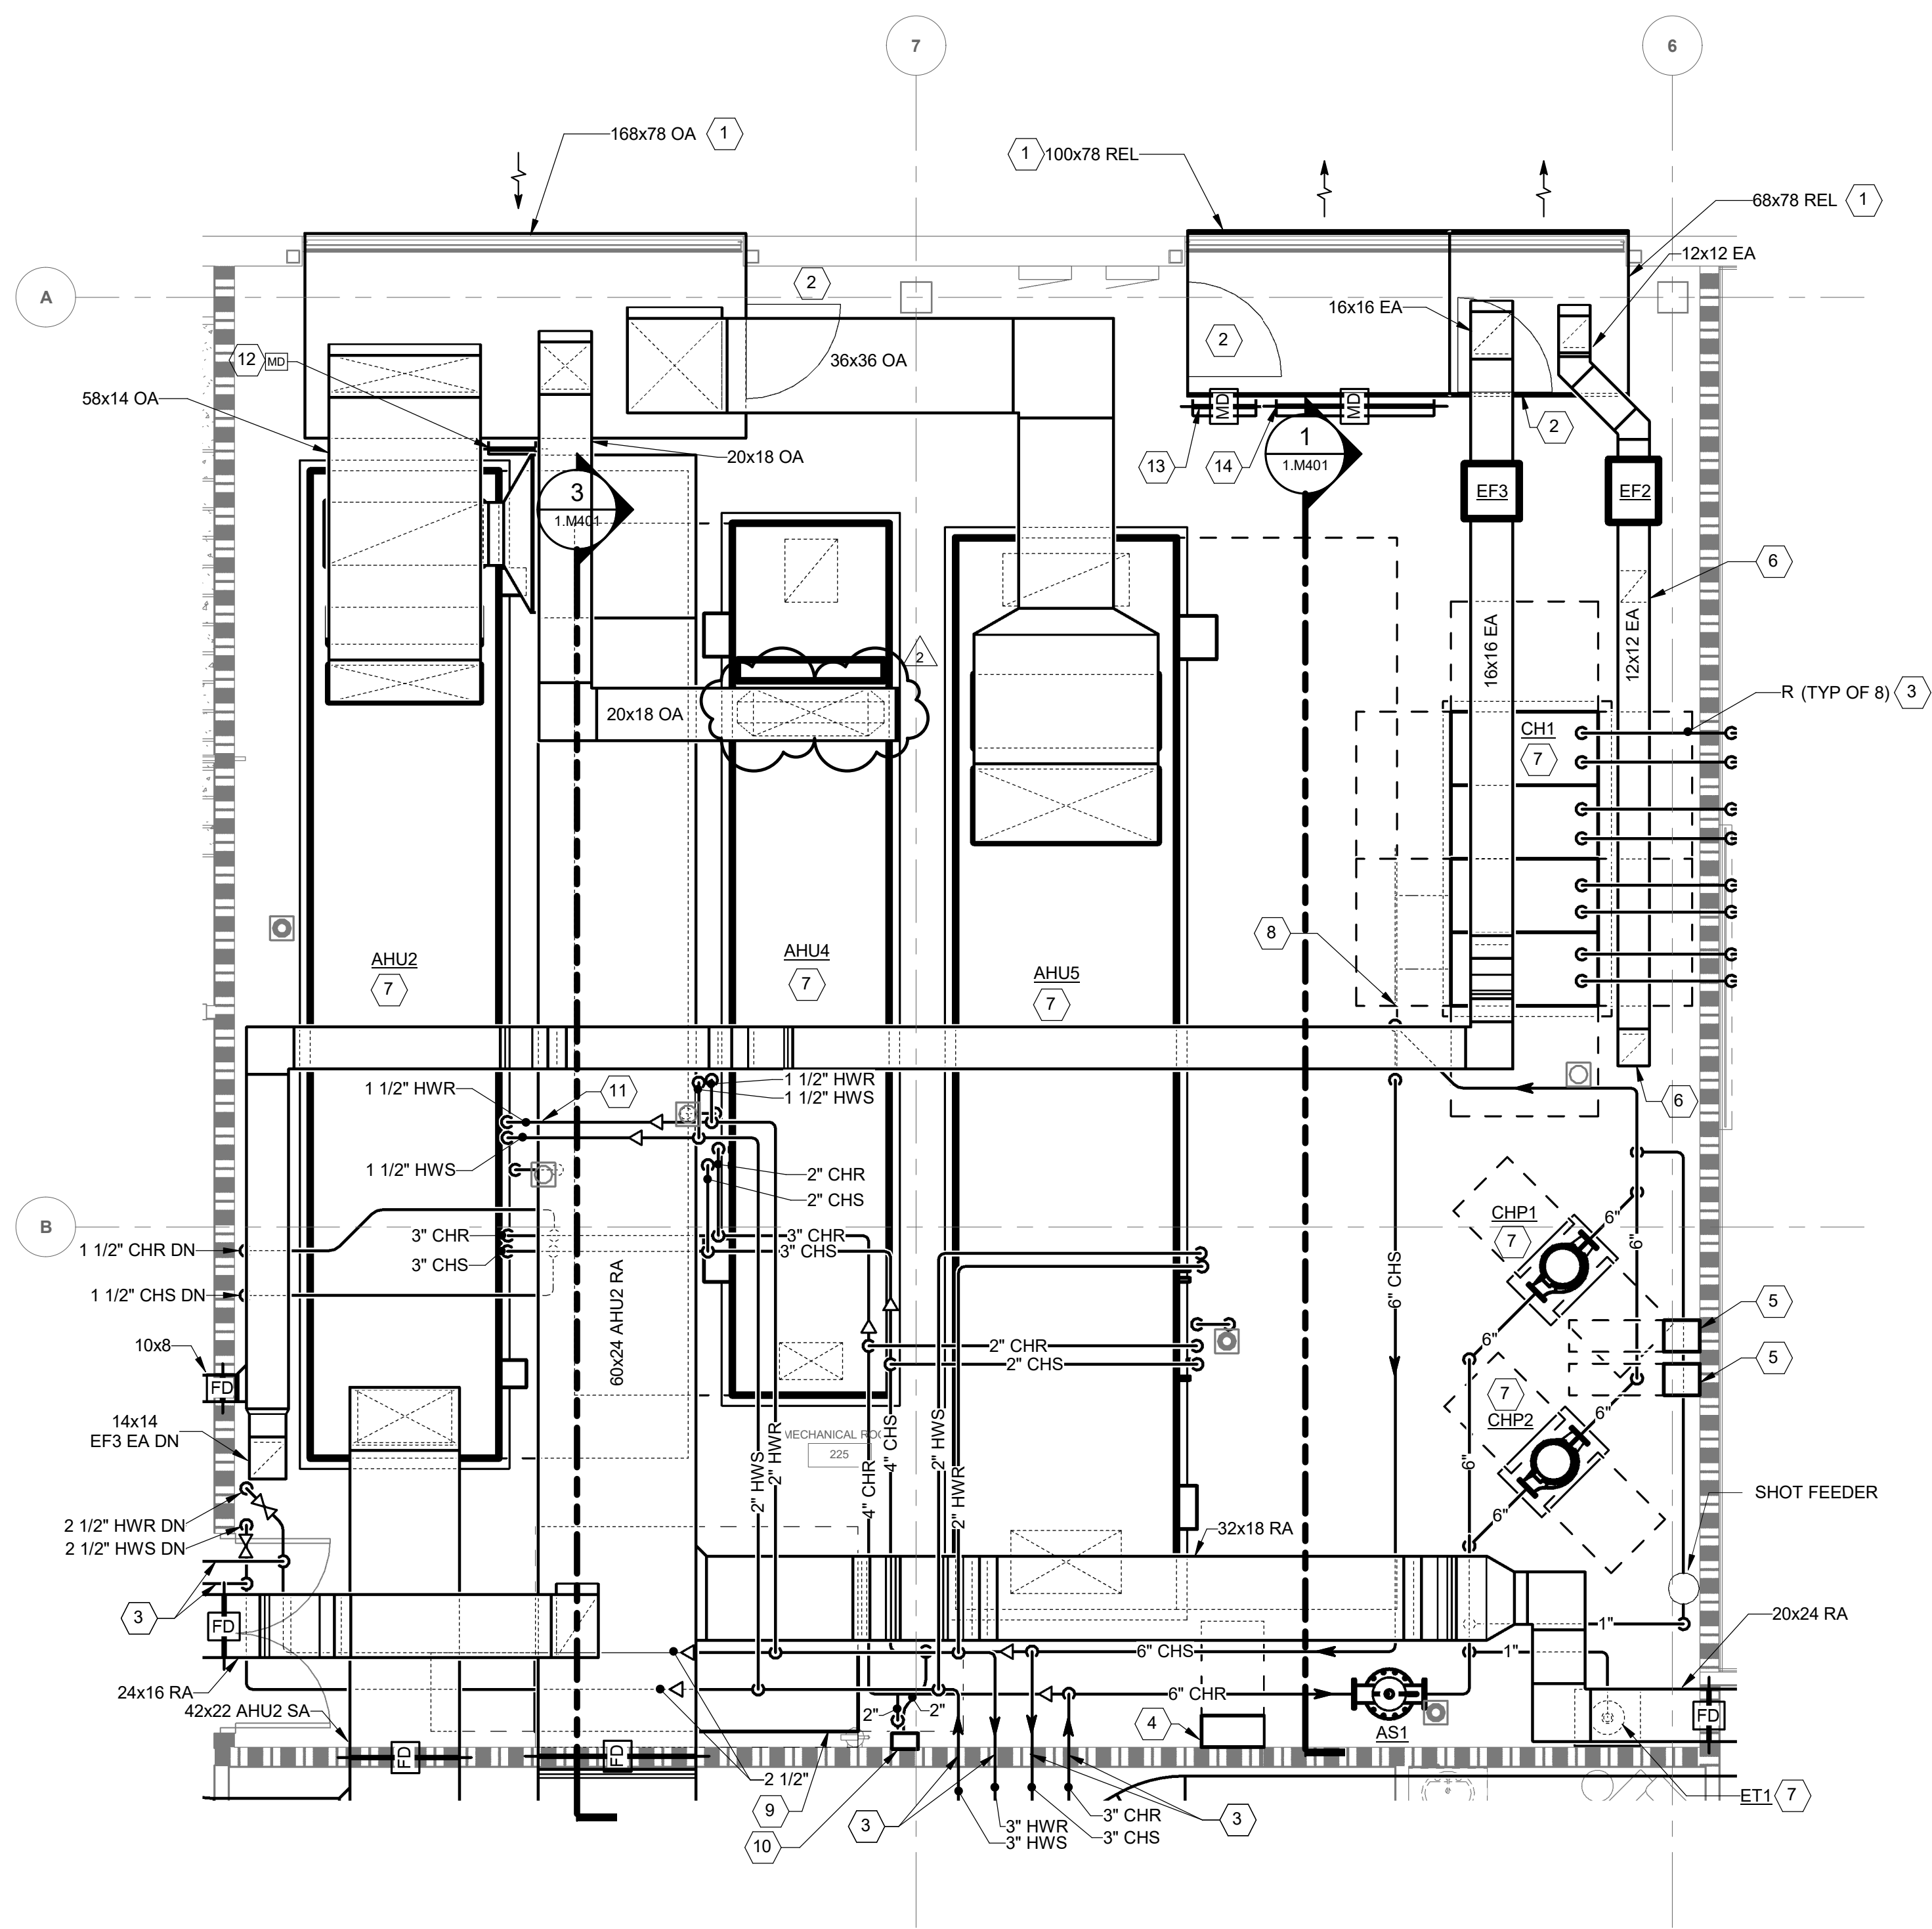 7
6
168x78 OA
1
1
100x78 REL
68x78 REL
1
12x12 EA
A
2
16x16 EA
2
12
MD
36x36 OA
58x14 OA
MD
MD
2
20x18 OA
13
14
1
1.M401
3
1.M401
EF3
EF2
6
16x16 EA
12x12 EA
2
R (TYP OF 8)
3
20x18 OA
CH1
7
8
AHU2
7
AHU4
7
AHU5
7
1 1/2" HWR
11
1 1/2" HWR
1 1/2" HWS
6
1 1/2" HWS
2" CHR
2" CHS
CHP1
7
6"
6"
B
3" CHR
3" CHR
1 1/2" CHR DN
3" CHS
3" CHS
1 1/2" CHS DN
60x24 AHU2 RA
6" CHS
5
10x8
2" CHR
2" CHS
6"
5
FD
7
CHP2
6"
14x14
EF3 EA DN
MECHANICAL ROO
225
2" HWS
2" HWR
4" CHR
4" CHS
2" HWS
2" HWR
6"
6"
SHOT FEEDER
2 1/2" HWR DN
2 1/2" HWS DN
32x18 RA
3
FD
1"
20x24 RA
6" CHS
1"
24x16 RA
42x22 AHU2 SA
6" CHR
2"
2"
4
AS1
FD
FD
FD
2 1/2"
9
10
3
3" HWR
3" HWS
3" CHR
3" CHS
3
ET1
7